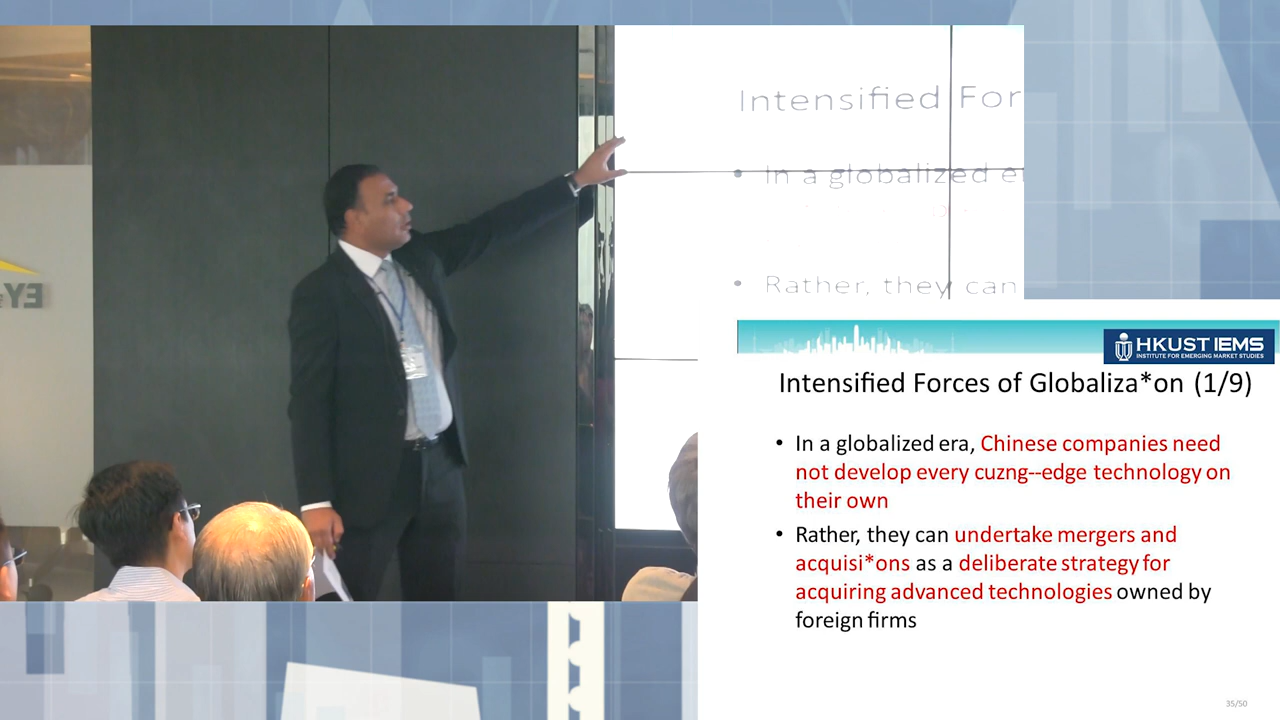 EY
Intensified For
• In a globalized e
• Rather, they can
HKUST IEMS
INSTITUTE FOR EMERGING MARKET STUDIES
Intensified Forces of Globaliza*on (1/9)
• In a globalized era, Chinese companies need
not develop every cuzng--edge technology on
their own
• Rather, they can undertake mergers and
acquisi*ons as a deliberate strategy for
acquiring advanced technologies owned by
foreign firms
35/50